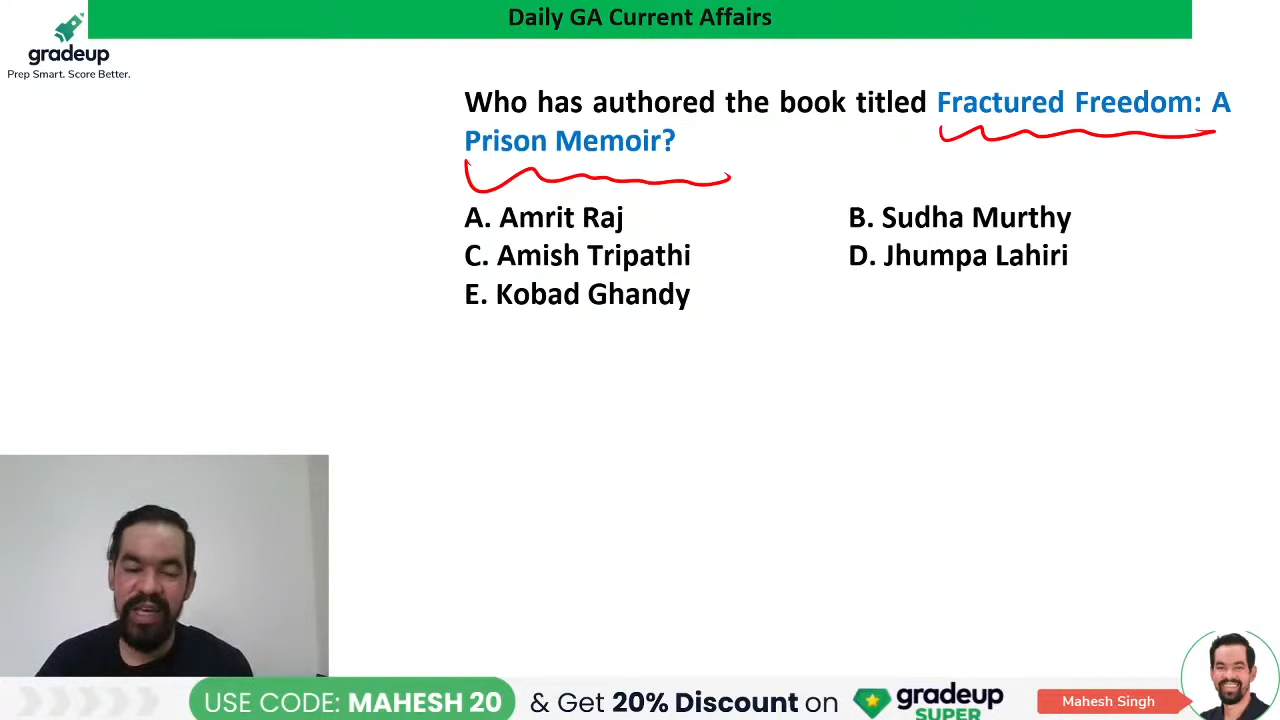 Daily GA Current Affairs
gradeup
Prep Smart. Score Better.
Who has authored the book titled Fractured Freedom: A
Prison Memoir?
A. Amrit Raj
B. Sudha Murthy
C. Amish Tripathi
D. Jhumpa Lahiri
E. Kobad Ghandy
USE CODE: MAHESH 20 & Get 20% Discount on gradeup
SUPER
Mahesh Singh